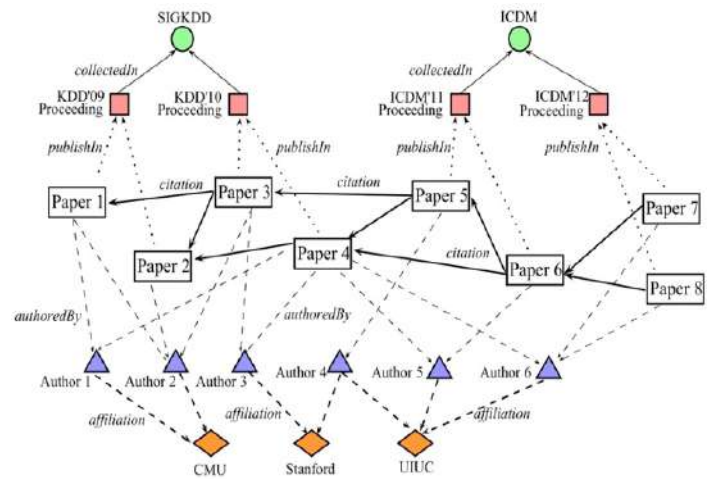 SIGKDD
ICDM
collectedIn
collectedIn
KDD'09
Proceeding
KDD'10
Proceeding
ICDM'11
Proceeding
ICDM'12
Proceeding
publishIn
publishIn
publishIn
publishIn
Paper 1
citation
Paper 3
citation
Paper 5
Paper 7
Paper 2
Paper 4
citation
Paper 6
Paper 8
authoredBy
authoredBy
Author 1
Author 2
Author 3
Author 4
Author 5
Author 6
affiliation
affiliation
affiliation
CMU
Stanford
UIUC